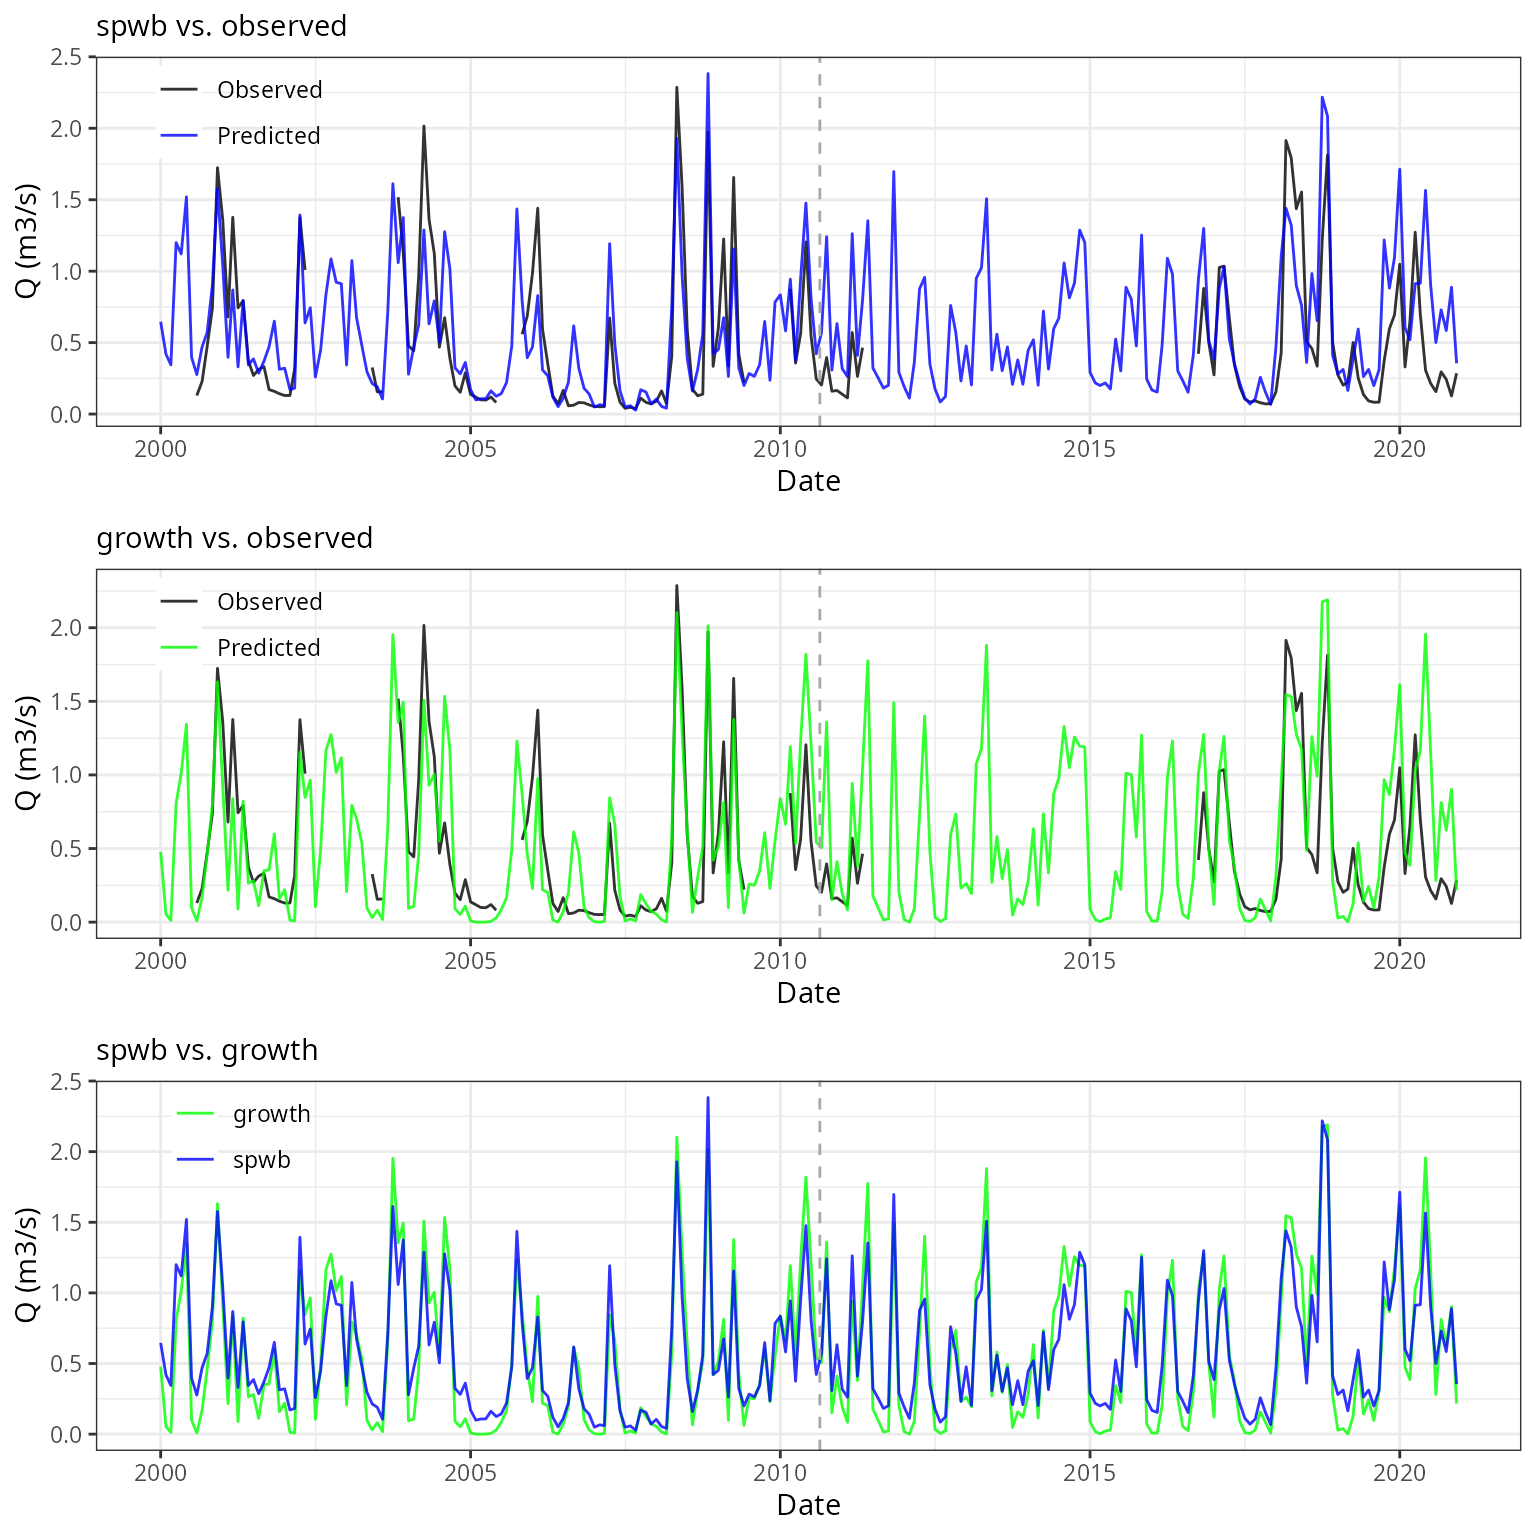 spwb vs. observed
2.5
2.0
1.5
1.0
0.5
0.0
Q (m3/s)
Observed
Predicted
2000 2005 2010 2015 2020
Date
growth vs. observed
2.0
1.5
1.0
0.5
0.0
Q (m3/s)
Observed
Predicted
2000 2005 2010 2015 2020
Date
spwb vs. growth
2.5
2.0
1.5
1.0
0.5
0.0
Q (m3/s)
growth
spwb
2000 2005 2010 2015 2020
Date